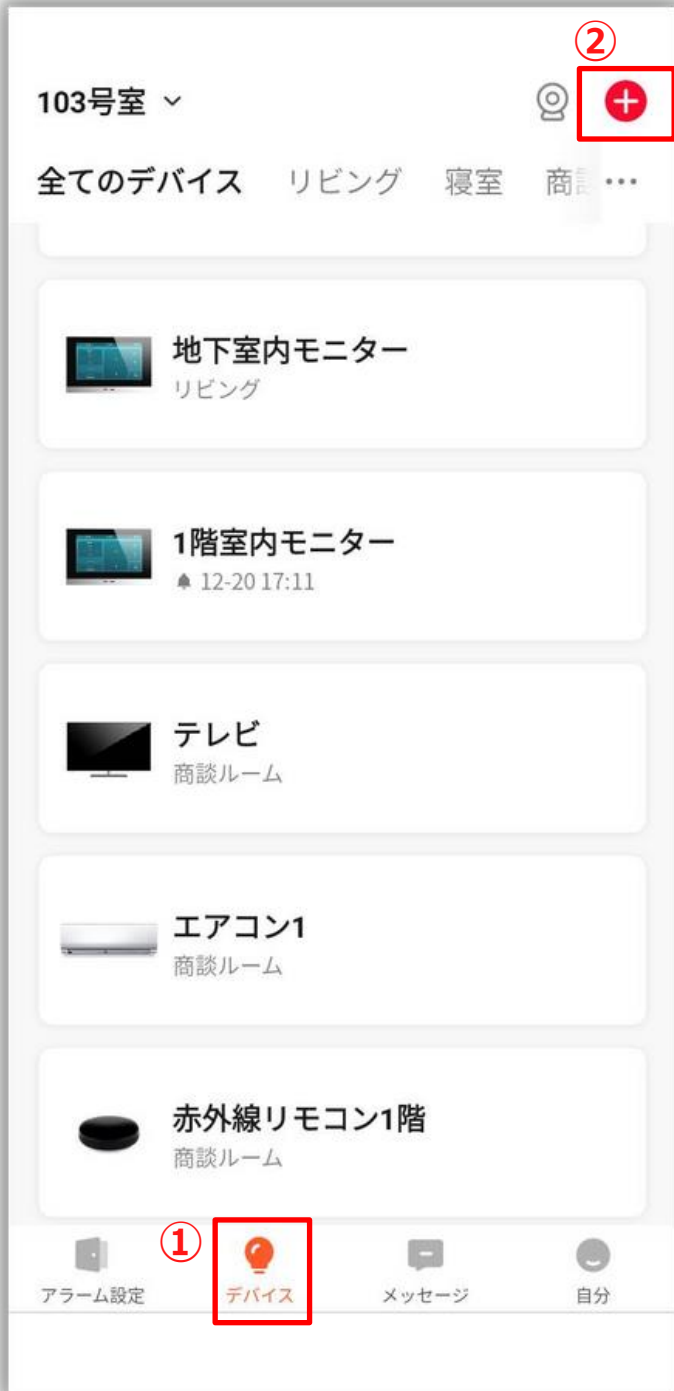 ②
103号室
全てのデバイス リビング 寝室 商
地下室内モニター
リビング
1階室内モニター
12-20 17:11
テレビ
商談ルーム
エアコン1
商談ルーム
赤外線リモコン1階
商談ルーム
①
アラーム設定 デバイス メッセージ 自分